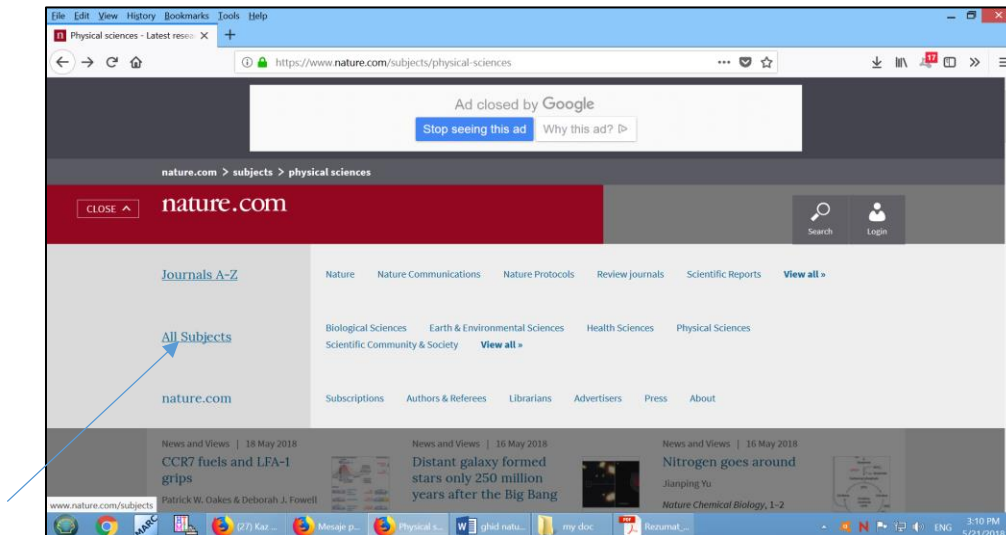 File Edit View History Bookmarks Tools Help
Physical sciences - Latest resea
https://www.nature.com/subjects/physical-sciences
17
Ad closed by Google
Stop seeing this ad Why this ad?
nature.com > subjects > physical sciences
CLOSE nature.com
Search Login
Journals A-Z Nature Nature Communications Nature Protocols Review journals Scientific Reports View all »
Biological Sciences Earth & Environmental Sciences Health Sciences Physical Sciences
All Subjects
Scientific Community & Society View all »
nature.com Subscriptions Authors & Referees Librarians Advertisers Press About
News and Views | 18 May 2018 News and Views | 16 May 2018 News and Views | 16 May 2018
CCR7 fuels and LFA-1 Distant galaxy formed Nitrogen goes around
grips stars only 250 million Jianping Yu
Patrick W. Oakes & Deborah J. Fowell years after the Big Bang Nature Chemical Biology, 1–2
www.nature.com/subjects
MARC (27) Kaz ... Mesaje p... Physical s... ghid natu... my doc Rezumat_... ENG 3:10 PM
5/21/2018